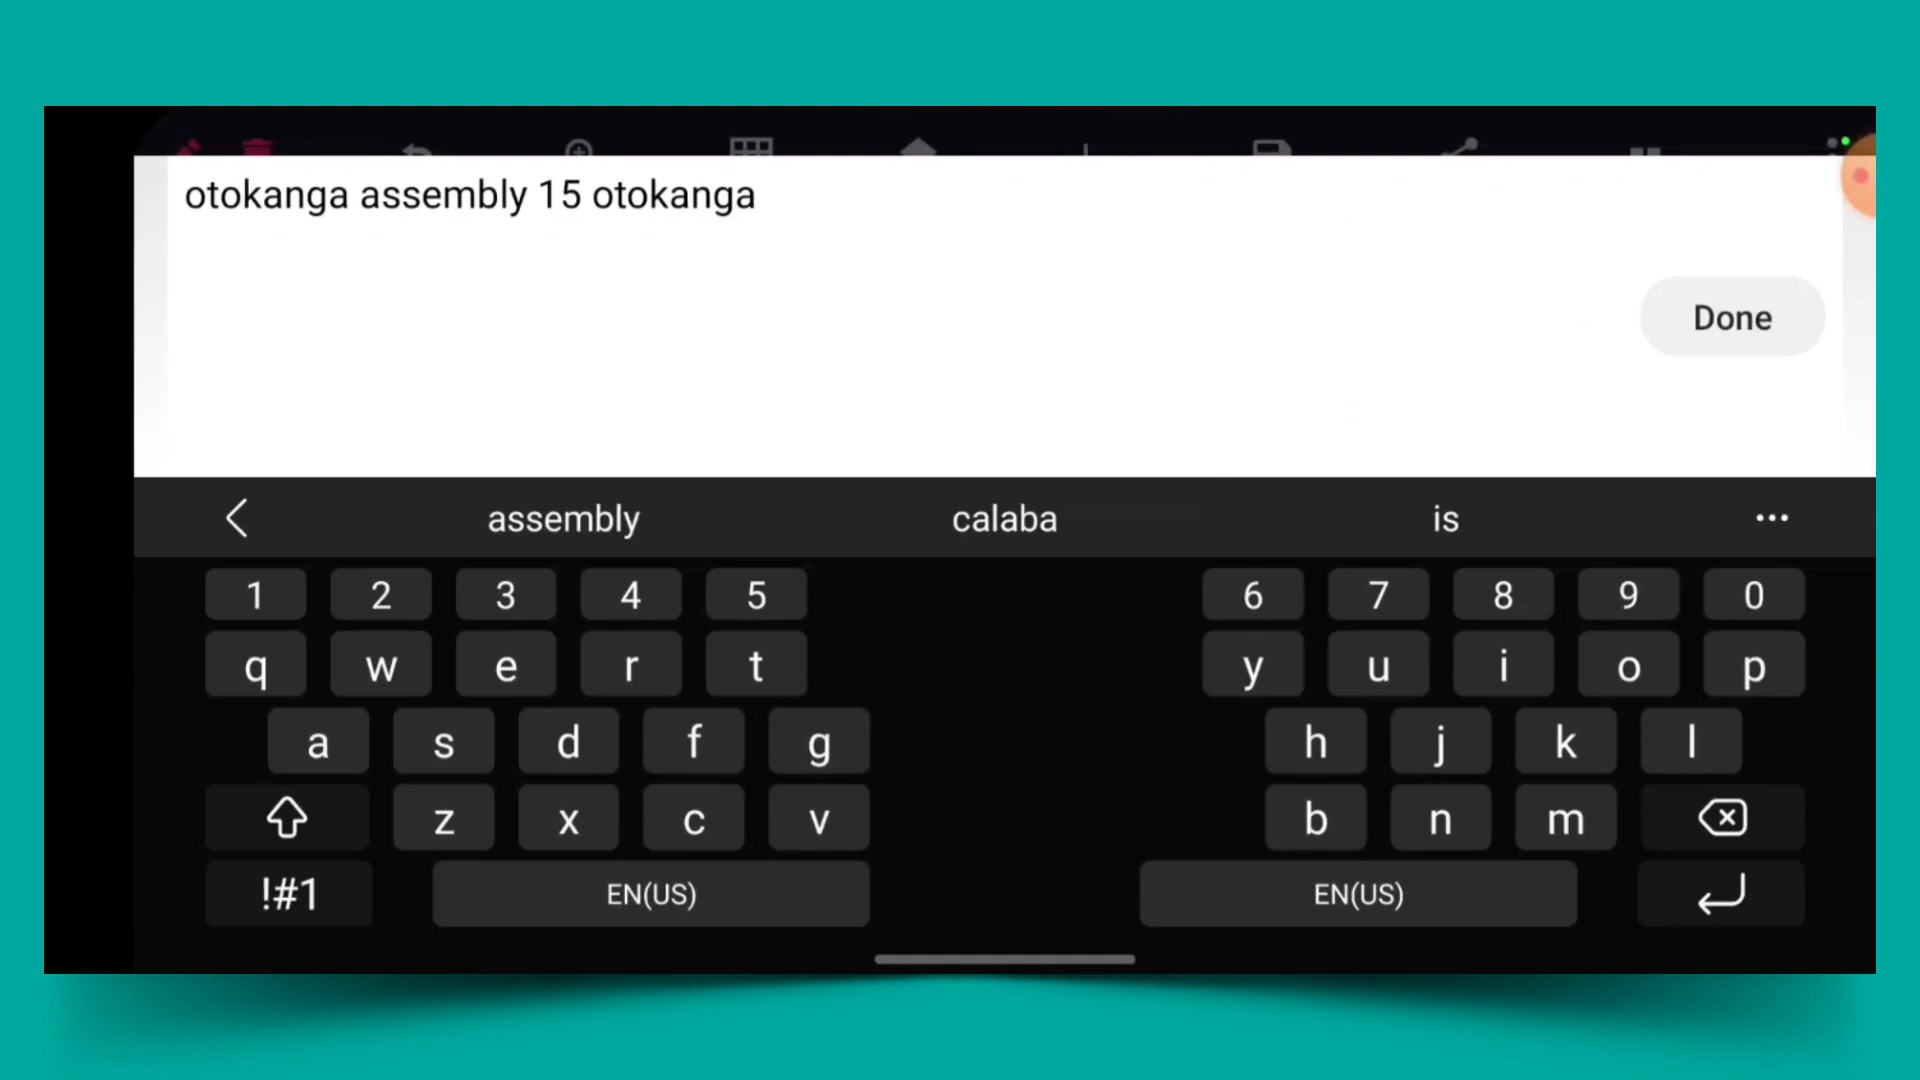 otokanga assembly 15 otokanga
Done
assembly calaba is ...
1 2 3 4 5 6 7 8 9 0
q w e r t y u i o p
a s d f g h j k l
z x c v b n m
!#1 EN(US) EN(US)